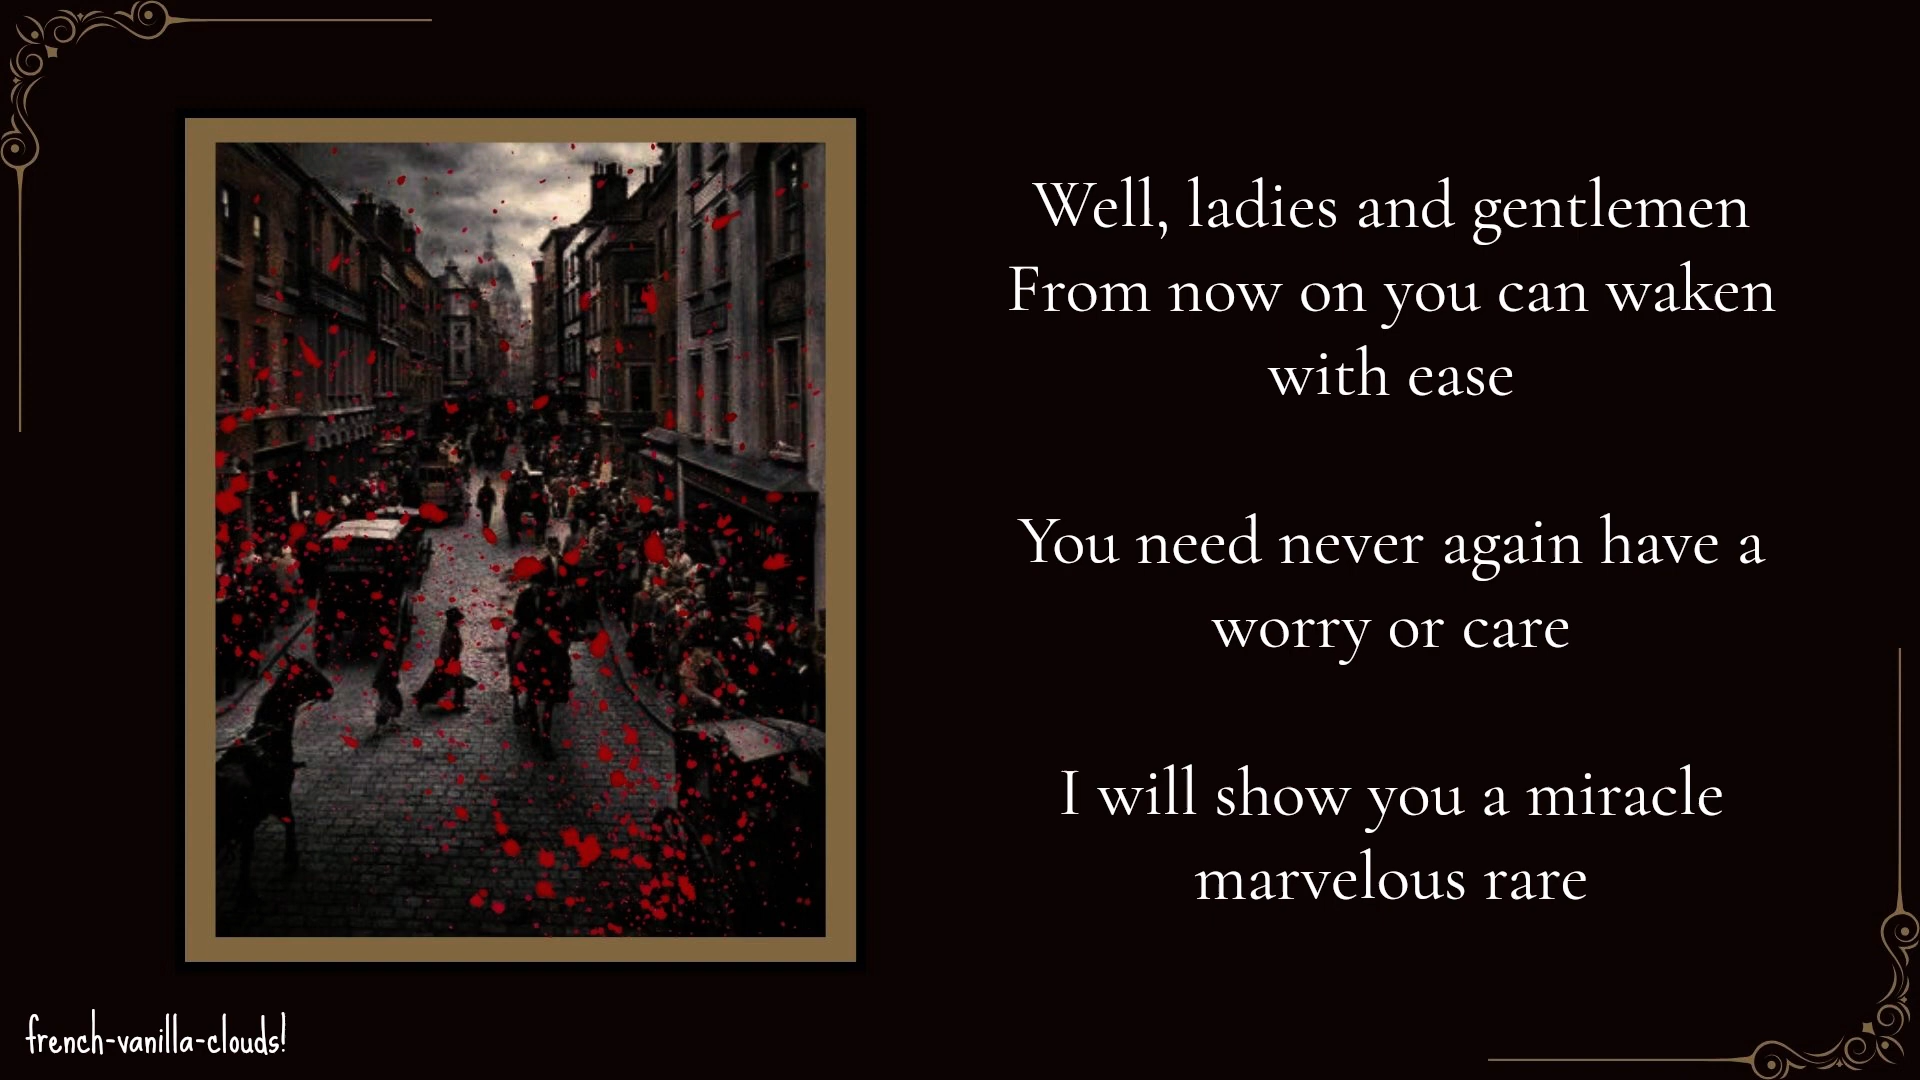 Well, ladies and gentlemen
From now on you can waken
with ease
You need never again have a
worry or care
I will show you a miracle
marvelous rare
french-vanilla-clouds!